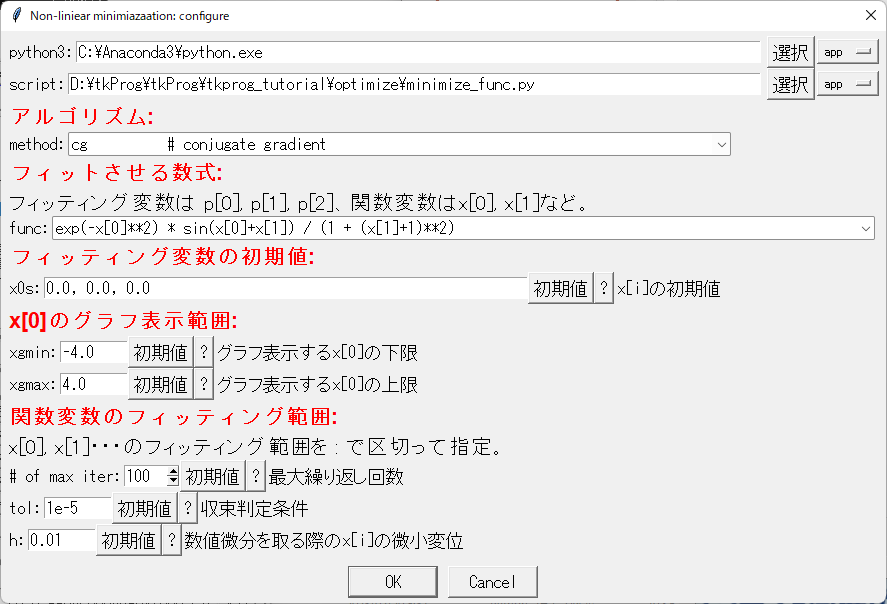 Non-liniear minimiazaation: configure
python3: C:¥Anaconda3¥python.exe 選択 app
script: D:¥tkProg¥tkProg¥tkprog_tutorial¥optimize¥minimize_func.py 選択 app
アルゴリズム:
method: cg # conjugate gradient
フィットさせる数式:
フィッティング変数は p[0], p[1], p[2]、関数変数はx[0], x[1]など。
func: exp(-x[0]**2) * sin(x[0]+x[1]) / (1 + (x[1]+1)**2)
フィッティング変数の初期値:
x0s: 0.0, 0.0, 0.0 初期値 ? x[i]の初期値
x[0]のグラフ表示範囲:
xgmin: -4.0 初期値 ? グラフ表示するx[0]の下限
xgmax: 4.0 初期値 ? グラフ表示するx[0]の上限
関数変数のフィッティング範囲:
x[0], x[1]・・・のフィッティング範囲を : で区切って指定。
# of max iter: 100 初期値 ? 最大繰り返し回数
tol: 1e-5 初期値 ? 収束判定条件
h: 0.01 初期値 ? 数値微分を取る際のx[i]の微小変位
OK Cancel